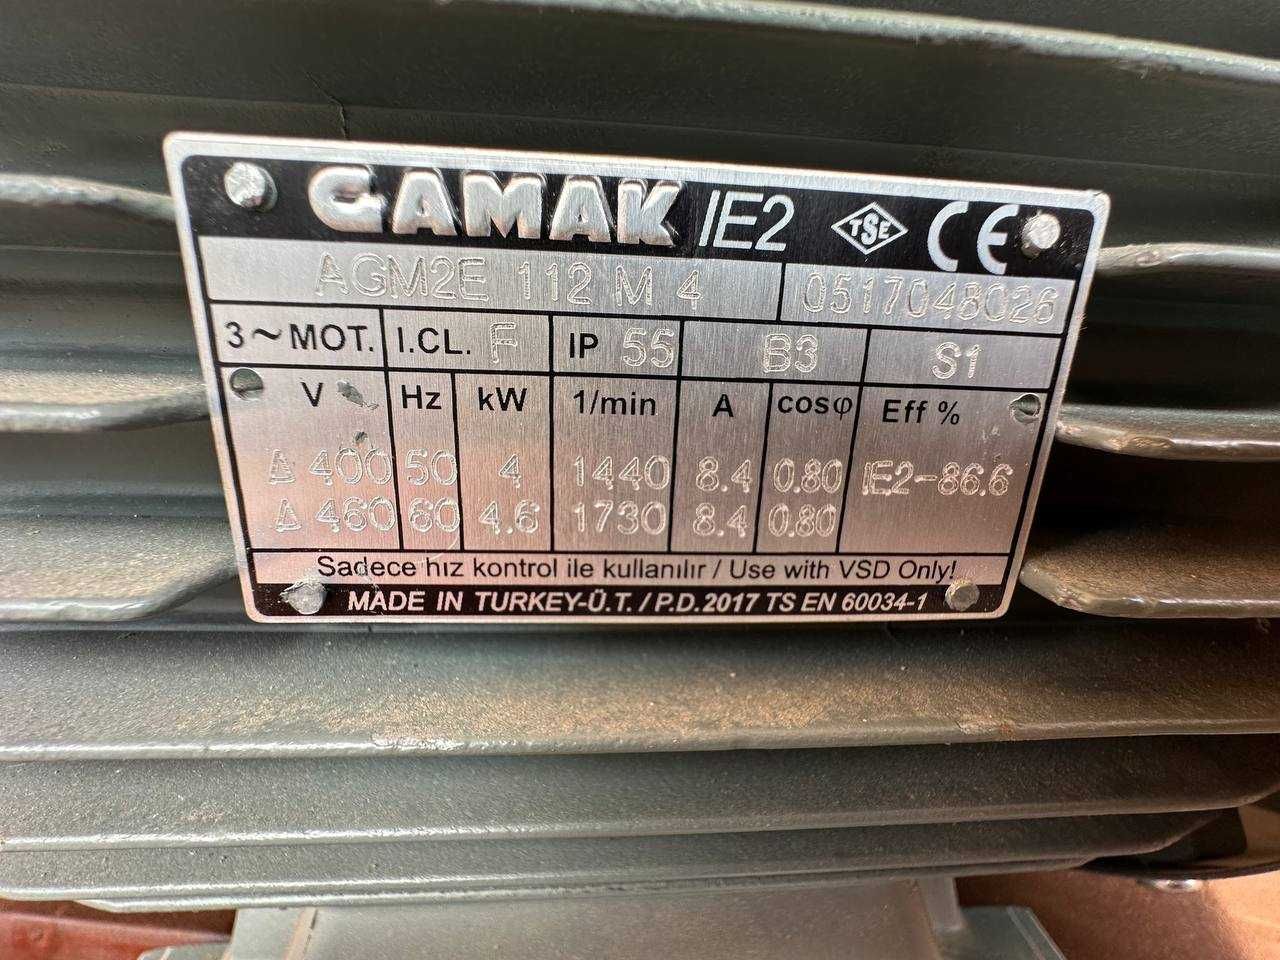 GAMAK IE2 TSE CE
AGM2E 112 M 4 0517048026
3~MOT. I.CL. F IP 55 B3 S1
V Hz kW 1/min A cosφ Eff %
Δ 400 50 4 1440 8.4 0.80 IE2-86.6
Δ 460 60 4.6 1730 8.4 0.80
Sadece hız kontrol ile kullanılır / Use with VSD Only!
MADE IN TURKEY-Ü.T. / P.D.2017 TS EN 60034-1